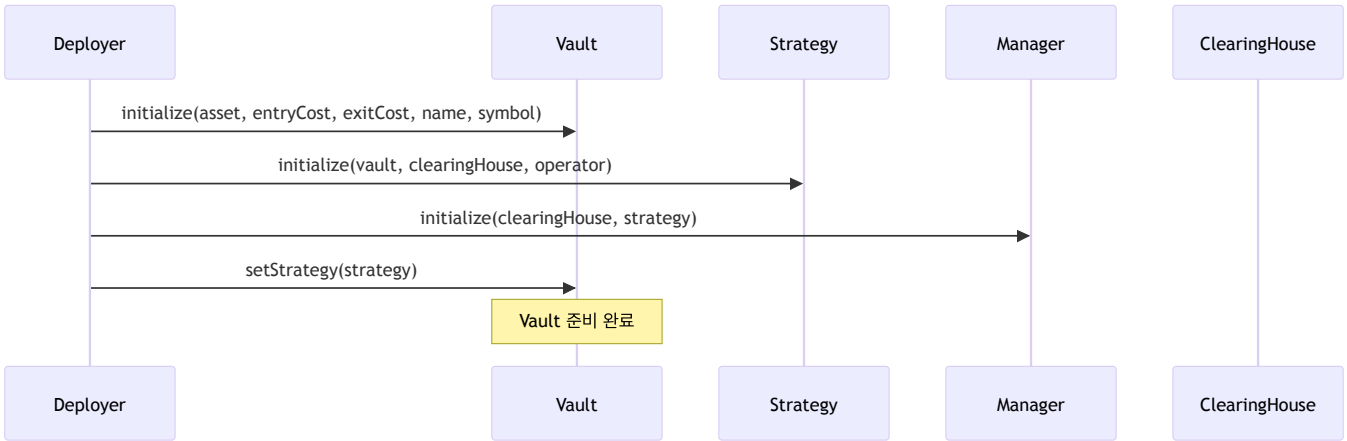 Deployer
Vault
Strategy
Manager
ClearingHouse
initialize(asset, entryCost, exitCost, name, symbol)
initialize(vault, clearingHouse, operator)
initialize(clearingHouse, strategy)
setStrategy(strategy)
Vault 준비 완료
Deployer
Vault
Strategy
Manager
ClearingHouse